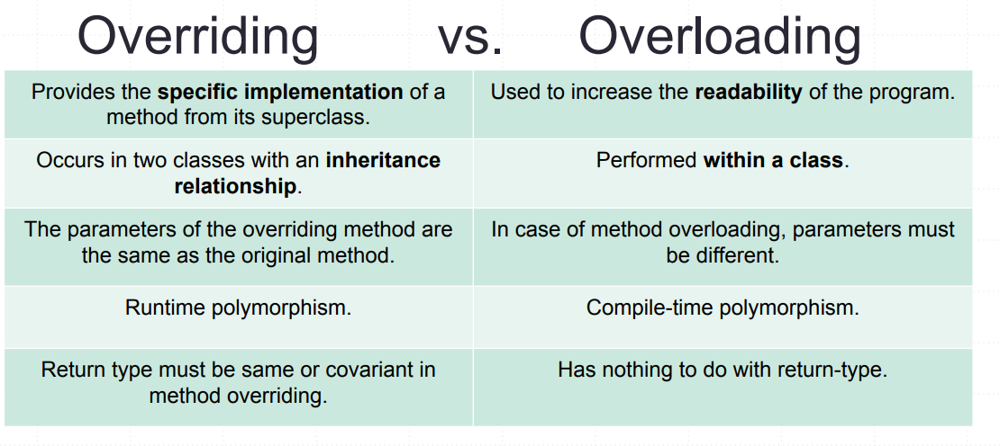 Overriding vs. Overloading
Provides the specific implementation of a
method from its superclass.
Used to increase the readability of the program.
Occurs in two classes with an inheritance
relationship.
Performed within a class.
The parameters of the overriding method are
the same as the original method.
In case of method overloading, parameters must
be different.
Runtime polymorphism.
Compile-time polymorphism.
Return type must be same or covariant in
method overriding.
Has nothing to do with return-type.